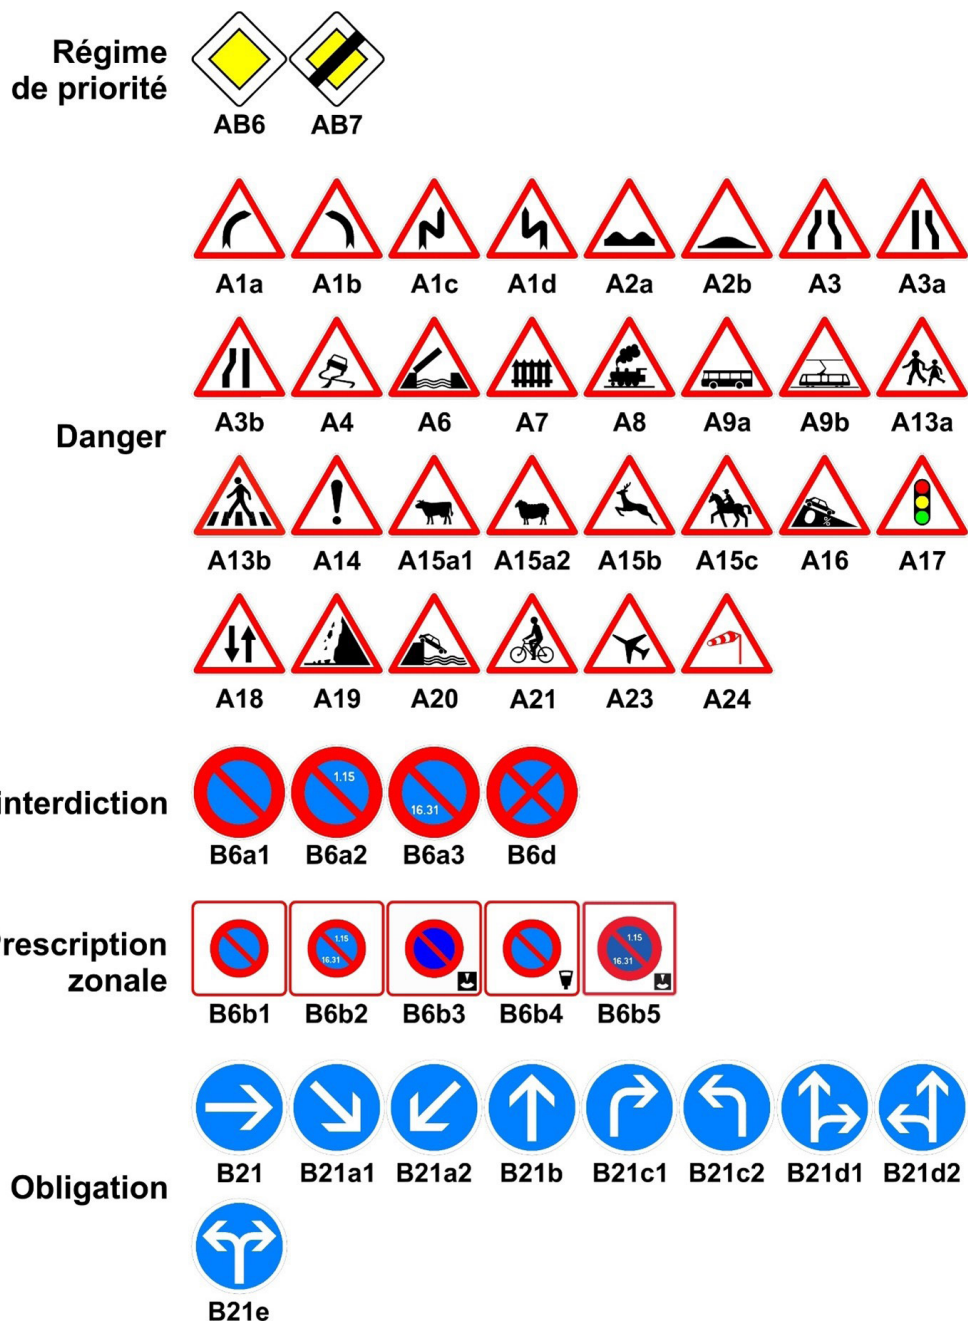 Régime
de priorité
AB6 AB7
A1a A1b A1c A1d A2a A2b A3 A3a
Danger
A3b A4 A6 A7 A8 A9a A9b A13a
%
A13b A14 A15a1 A15a2 A15b A15c A16 A17
A18 A19 A20 A21 A23 A24
interdiction
1.15
16.31
B6a1 B6a2 B6a3 B6d
rescription
zonale
1.15
16.31
1.15
16.31
B6b1 B6b2 B6b3 B6b4 B6b5
Obligation
B21 B21a1 B21a2 B21b B21c1 B21c2 B21d1 B21d2
B21e